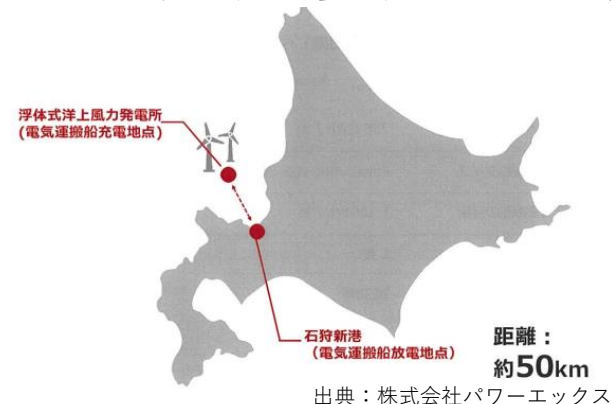 浮体式洋上風力発電所
(電気運搬船充電地点)
石狩新港
(電気運搬船放電地点)
距離：
約50km
出典：株式会社パワーエックス